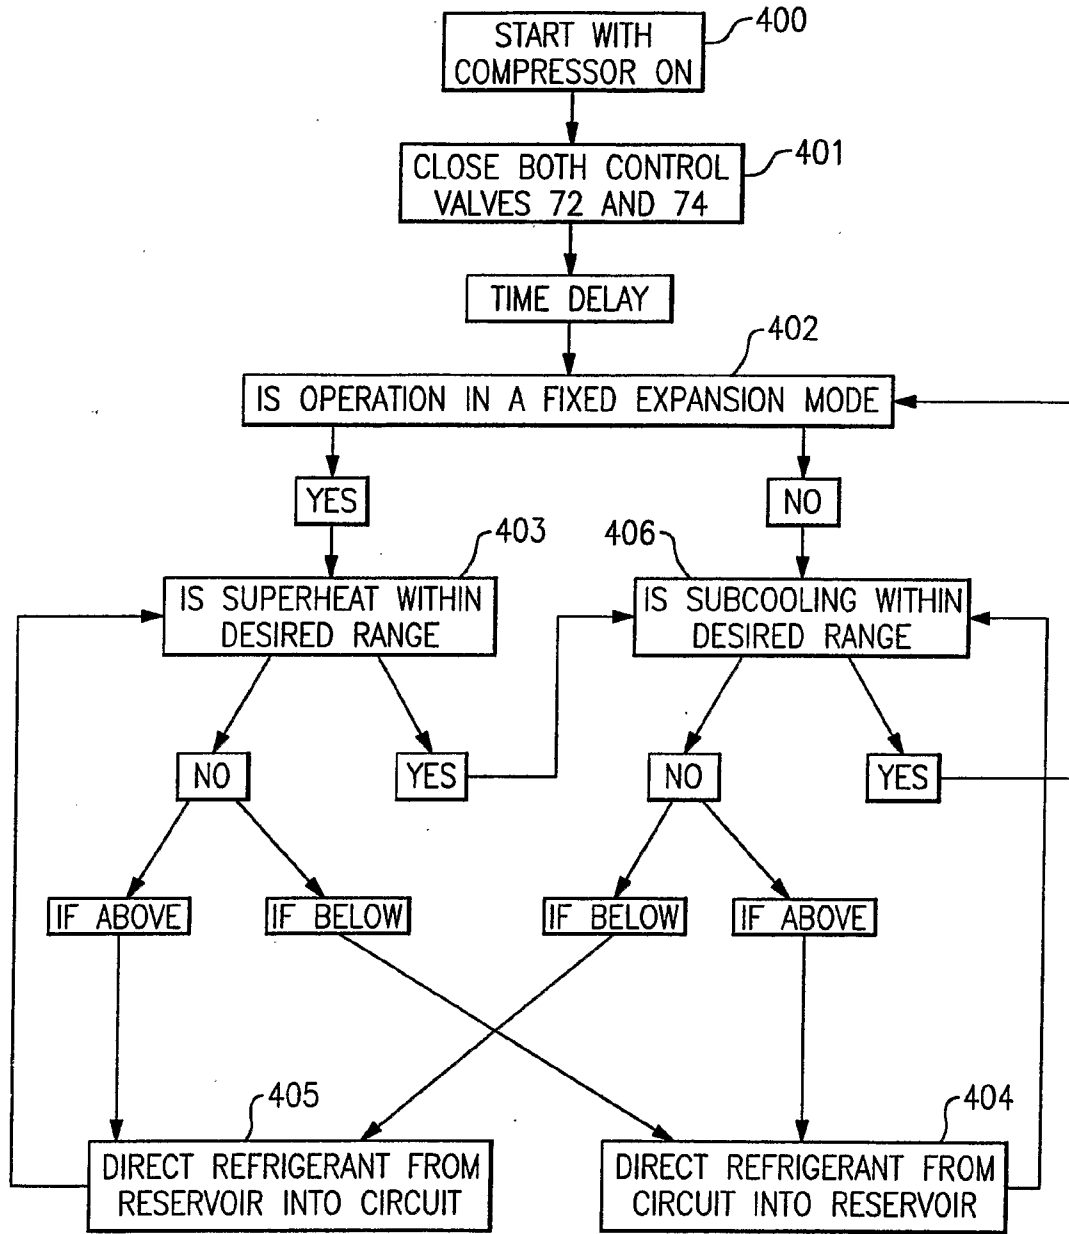 START WITH
COMPRESSOR ON
400
CLOSE BOTH CONTROL
VALVES 72 AND 74
401
TIME DELAY
402
IS OPERATION IN A FIXED EXPANSION MODE
YES
NO
403
406
IS SUPERHEAT WITHIN
DESIRED RANGE
IS SUBCOOLING WITHIN
DESIRED RANGE
NO
YES
NO
YES
IF ABOVE
IF BELOW
IF BELOW
IF ABOVE
405
404
DIRECT REFRIGERANT FROM
RESERVOIR INTO CIRCUIT
DIRECT REFRIGERANT FROM
CIRCUIT INTO RESERVOIR